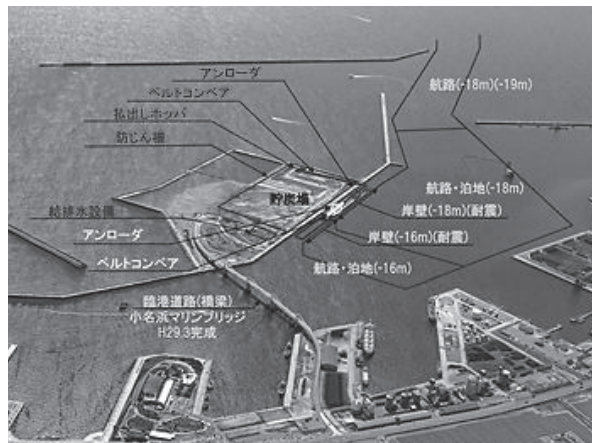 アンローダ
ベルトコンベア
払出しホッパ
防じん柵
航路(-18m)(-19m)
貯炭場
航路・泊地(-18m)
岸壁(-18m)(耐震)
給排水設備
アンローダ
岸壁(-16m)(耐震)
ベルトコンベア
航路・泊地(-16m)
臨港道路(橋梁)
小名浜マリンブリッジ
H29.3完成